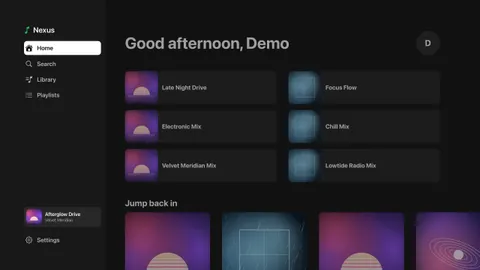 Nexus
Home
Search
Library
Playlists
Afterglow Drive
Velvet Meridian
Settings
Good afternoon, Demo
D
Late Night Drive
Focus Flow
Electronic Mix
Chill Mix
Velvet Meridian Mix
Lowtide Radio Mix
Jump back in